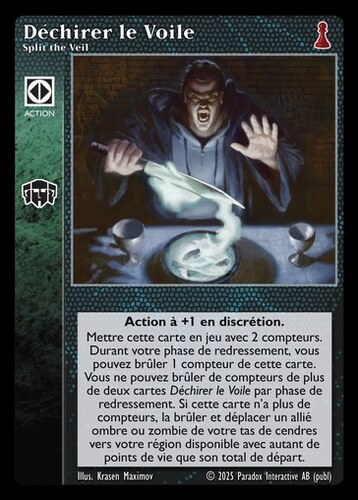 Déchirer le Voile
Split the Veil
ACTION
Action à +1 en discrétion.
Mettre cette carte en jeu avec 2 compteurs.
Durant votre phase de redressement, vous
pouvez brûler 1 compteur de cette carte.
Vous ne pouvez brûler de compteurs de plus
de deux cartes Déchirer le Voile par phase de
redressement. Si cette carte n'a plus de
compteurs, la brûler et déplacer un allié
ombre ou zombie de votre tas de cendres
vers votre région disponible avec autant de
points de vie que son total de départ.
Illus. Krasen Maximov © 2025 Paradox Interactive AB (publ)